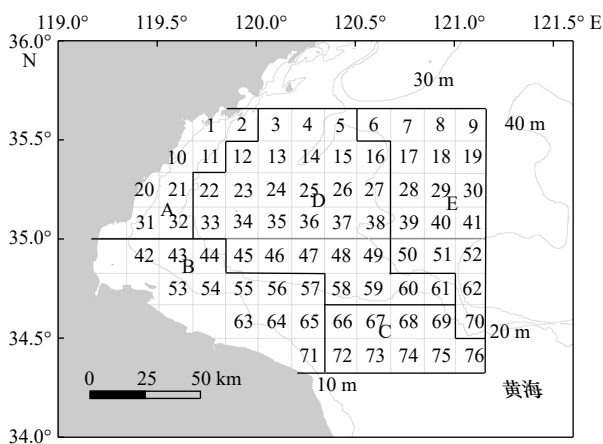 119.0° 119.5° 120.0° 120.5° 121.0° 121.5° E
36.0°
N
30 m
40 m
1 2 3 4 5 6 7 8 9
35.5°
10 11 12 13 14 15 16 17 18 19
20 21 22 23 24 25 26 27 28 29 30
A D E
31 32 33 34 35 36 37 38 39 40 41
35.0°
42 43 44 45 46 47 48 49 50 51 52
B
53 54 55 56 57 58 59 60 61 62
63 64 65 66 67 68 69 70
34.5°
C
20 m
71 72 73 74 75 76
0 25 50 km
10 m
黄海
34.0°